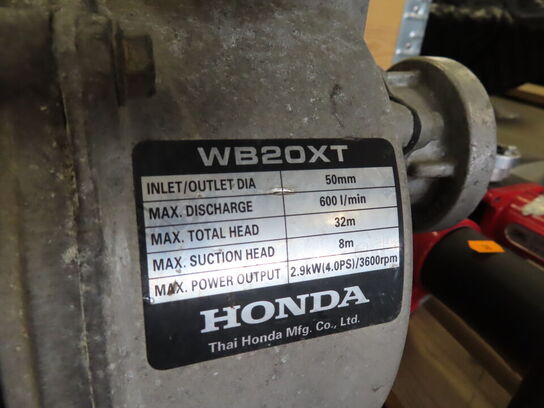 WB20XT
INLET/OUTLET DIA 50mm
MAX. DISCHARGE 600 l/min
MAX. TOTAL HEAD 32m
MAX. SUCTION HEAD 8m
MAX. POWER OUTPUT 2.9kW(4.0PS)/3600rpm
HONDA
Thai Honda Mfg. Co., Ltd.